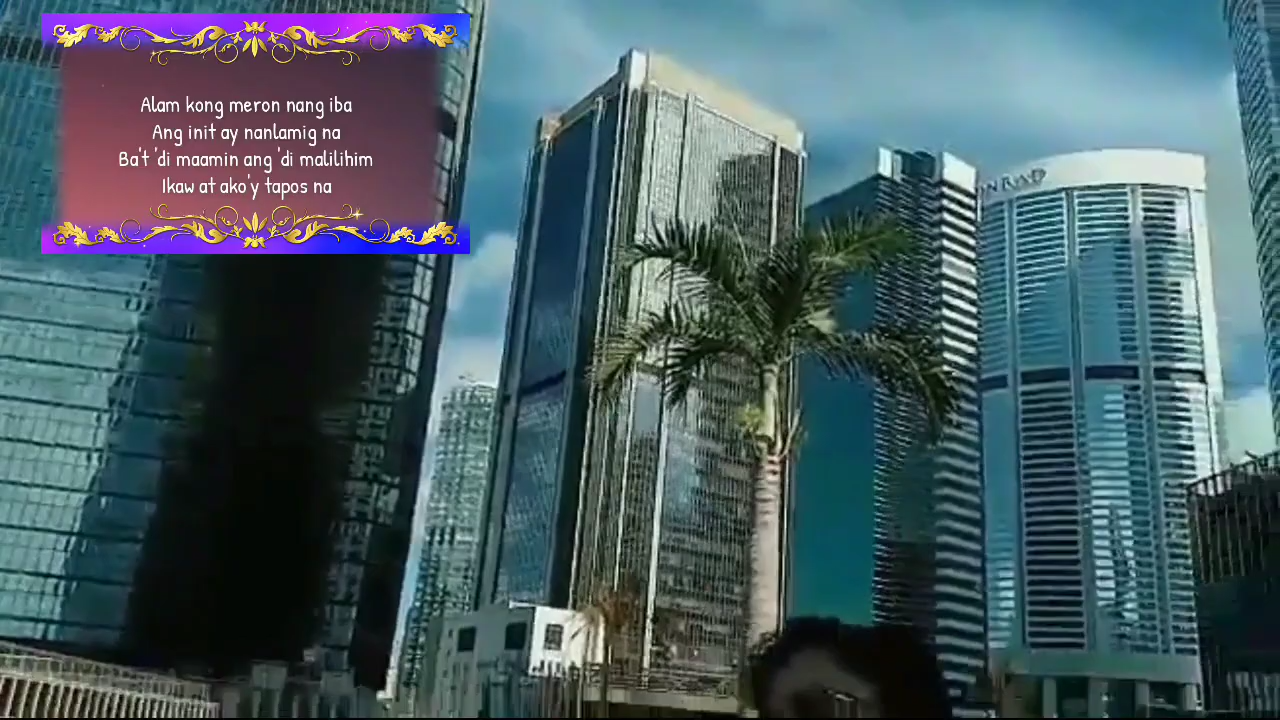 Alam kong meron nang iba
Ang init ay nanlamig na
Ba't 'di maamin ang 'di malilihim
Ikaw at ako'y tapos na